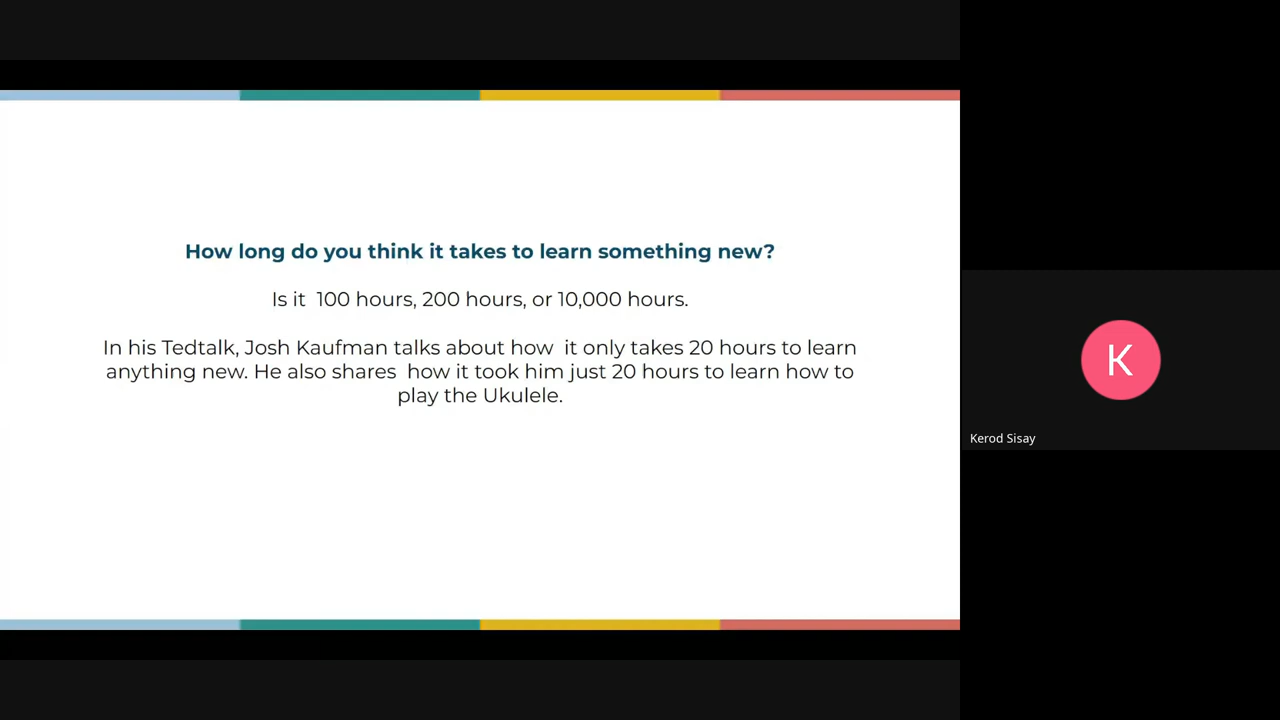 How long do you think it takes to learn something new?
Is it  100 hours, 200 hours, or 10,000 hours.
In his Tedtalk, Josh Kaufman talks about how  it only takes 20 hours to learn
anything new. He also shares  how it took him just 20 hours to learn how to
play the Ukulele.
K
Kerod Sisay